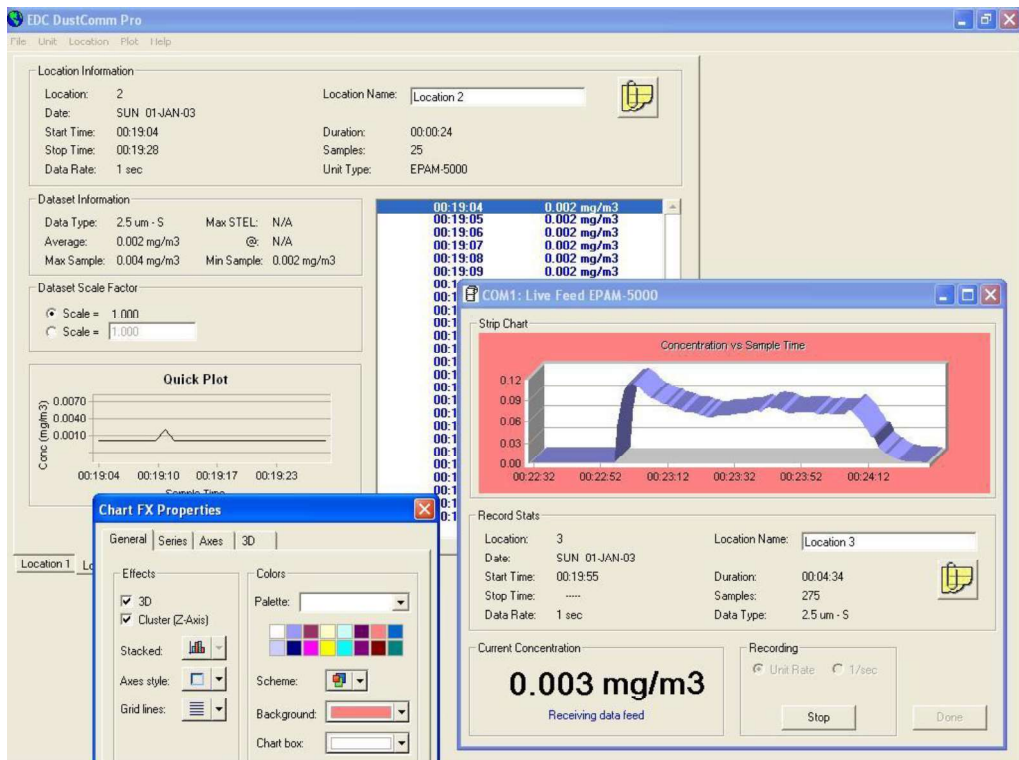 EDC DustComm Pro
File Unit Location Plot Help
Location Information
Location: 2 Location Name: Location 2
Date: SUN 01-JAN-03
Start Time: 00:19:04 Duration: 00:00:24
Stop Time: 00:19:28 Samples: 25
Data Rate: 1 sec Unit Type: EPAM-5000
Dataset Information
Data Type: 2.5 um - S Max STEL: N/A
Average: 0.002 mg/m3 @: N/A
Max Sample: 0.004 mg/m3 Min Sample: 0.002 mg/m3
00:19:04 0.002 mg/m3
00:19:05 0.002 mg/m3
00:19:06 0.002 mg/m3
00:19:07 0.002 mg/m3
00:19:08 0.002 mg/m3
00:19:09 0.002 mg/m3
Dataset Scale Factor
Scale = 1.000
Scale = 1.000
Quick Plot
Conc (mg/m3)
0.0070
0.0040
0.0010
00:19:04 00:19:10 00:19:17 00:19:23
Sample Time
Location 1
COM1: Live Feed EPAM-5000
Strip Chart
Concentration vs Sample Time
0.12
0.09
0.06
0.03
0.00
00:22:32 00:22:52 00:23:12 00:23:32 00:23:52 00:24:12
Record Stats
Location: 3 Location Name: Location 3
Date: SUN 01-JAN-03
Start Time: 00:19:55 Duration: 00:04:34
Stop Time: ----- Samples: 275
Data Rate: 1 sec Data Type: 2.5 um - S
Current Concentration
0.003 mg/m3
Receiving data feed
Recording
Unit Rate 1/sec
Stop Done
Chart FX Properties
General Series Axes 3D
Effects
3D
Cluster (Z-Axis)
Stacked:
Axes style:
Grid lines:
Colors
Palette:
Scheme:
Background:
Chart box: